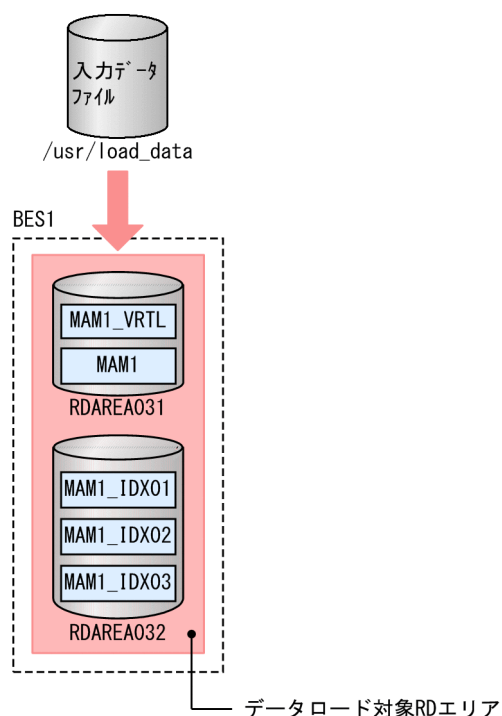 入力データ
ファイル
/usr/load_data
BES1
MAM1_VRTL
MAM1
RDAREA031
MAM1_IDX01
MAM1_IDX02
MAM1_IDX03
RDAREA032
データロード対象RDエリア